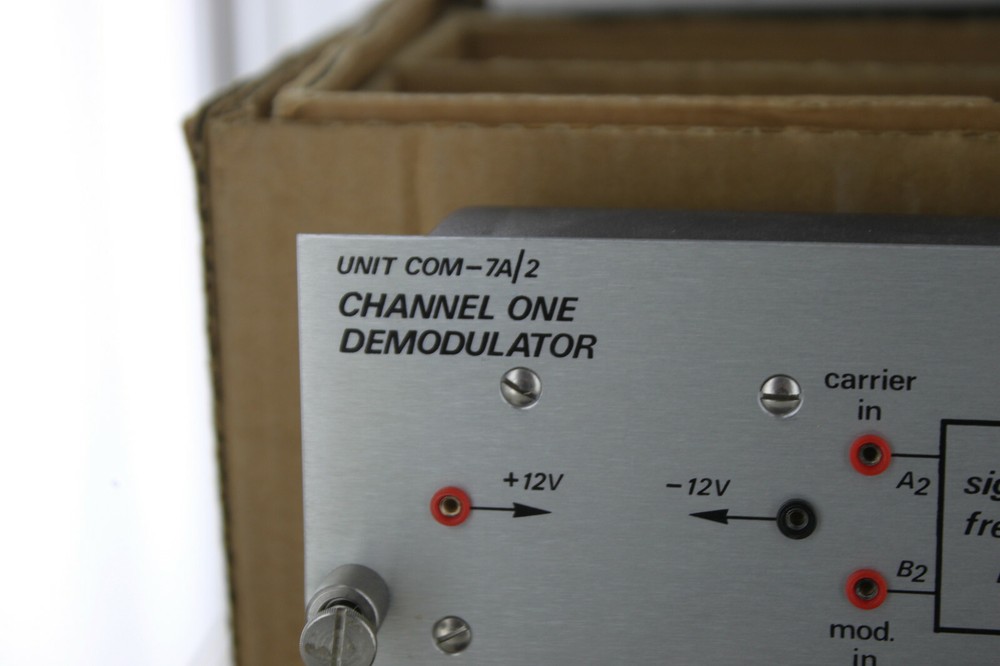 UNIT COM-7A/2
CHANNEL ONE
DEMODULATOR
carrier
in
+12V
-12V
A2
B2
mod.
in